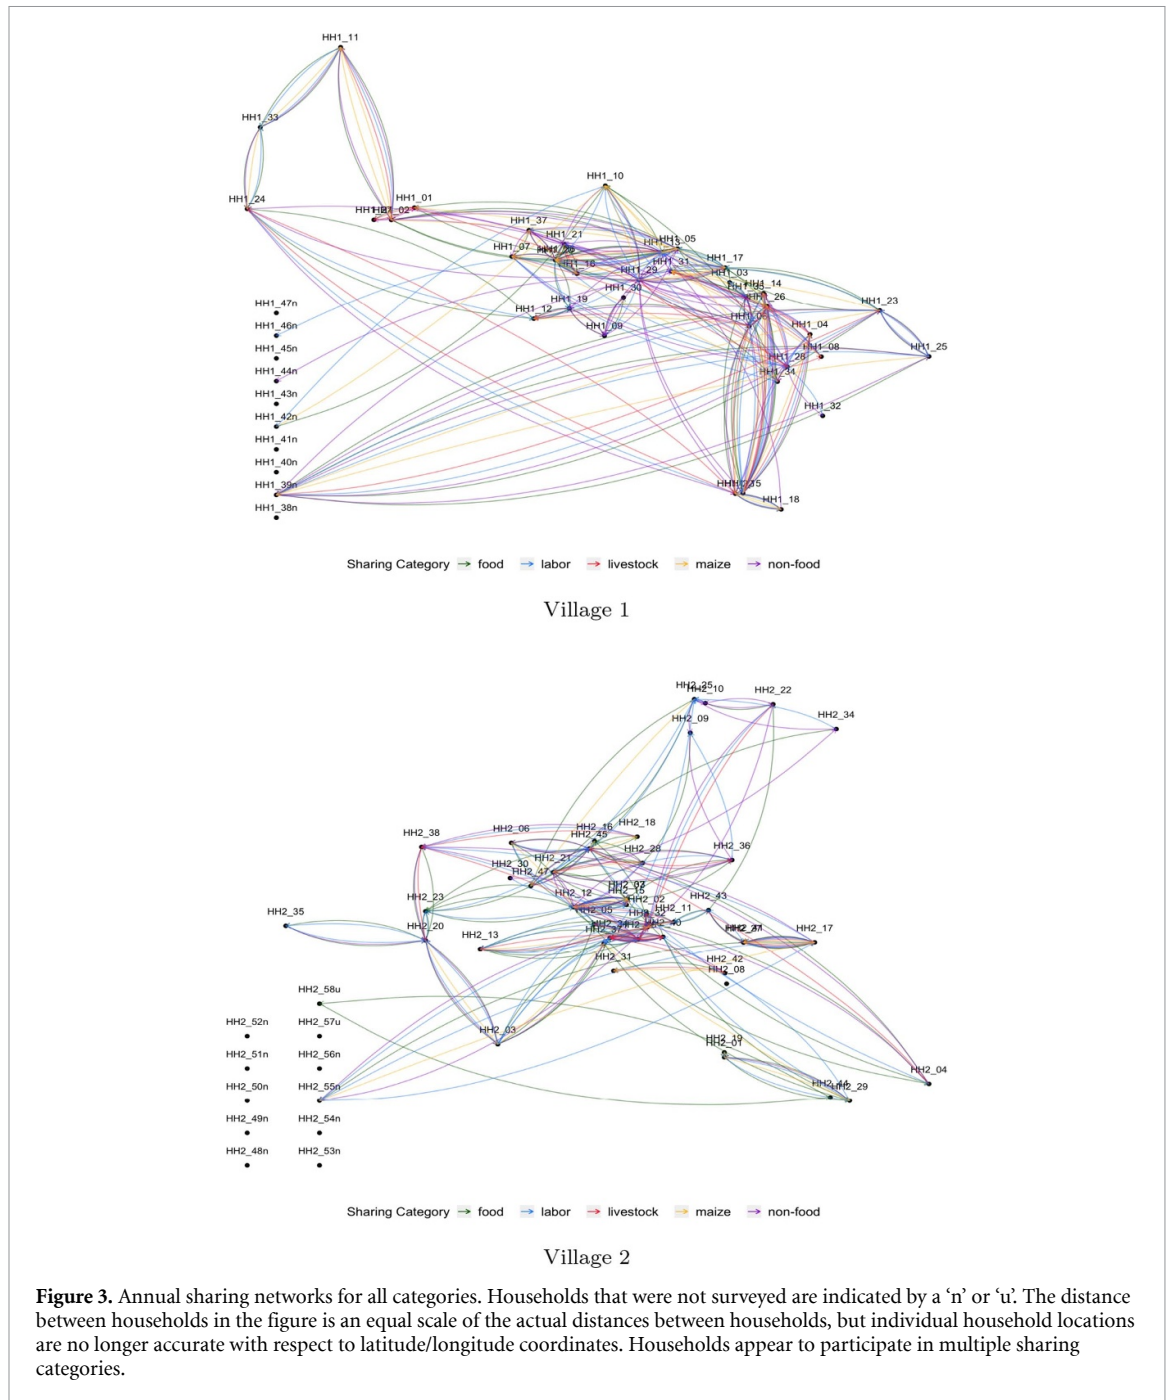 HH1_11
HH1_33
HH1_10
HH1_24
HH1_01
HH1_37
HH1_21
HH1_05
HH1_07
HH1_17
HH1_16
HH1_31
HH1_29
HH1_03
HH1_14
HH1_30
HH1_26
HH1_47n
HH1_19
HH1_23
HH1_12
HH1_46n
HH1_09
HH1_04
HH1_45n
HH1_08
HH1_25
HH1_28
HH1_44n
HH1_34
HH1_43n
HH1_32
HH1_42n
HH1_41n
HH1_40n
HH1_39n
HH1_18
HH1_38n
Sharing Category food labor livestock maize non-food
Village 1
HH2_25
HH2_10
HH2_22
HH2_34
HH2_09
HH2_16
HH2_18
HH2_38
HH2_06
HH2_45
HH2_28
HH2_36
HH2_21
HH2_30
HH2_47
HH2_12
HH2_15
HH2_23
HH2_02
HH2_43
HH2_35
HH2_05
HH2_11
HH2_20
HH2_17
HH2_13
HH2_31
HH2_42
HH2_08
HH2_58u
HH2_03
HH2_52n HH2_57u
HH2_19
HH2_01
HH2_51n HH2_56n
HH2_04
HH2_50n HH2_55n
HH2_44
HH2_29
HH2_49n HH2_54n
HH2_48n HH2_53n
Sharing Category food labor livestock maize non-food
Village 2
Figure 3. Annual sharing networks for all categories. Households that were not surveyed are indicated by a ‘n’ or ‘u’. The distance
between households in the figure is an equal scale of the actual distances between households, but individual household locations
are no longer accurate with respect to latitude/longitude coordinates. Households appear to participate in multiple sharing
categories.